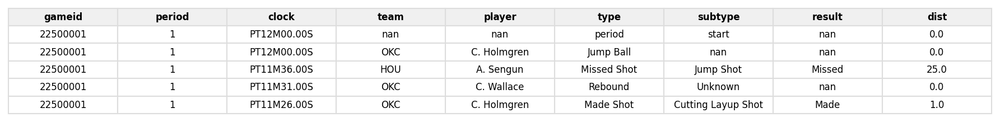 gameid period clock team player type subtype result dist
22500001 1 PT12M00.00S nan nan period start nan 0.0
22500001 1 PT12M00.00S OKC C. Holmgren Jump Ball nan nan 0.0
22500001 1 PT11M36.00S HOU A. Sengun Missed Shot Jump Shot Missed 25.0
22500001 1 PT11M31.00S OKC C. Wallace Rebound Unknown nan 0.0
22500001 1 PT11M26.00S OKC C. Holmgren Made Shot Cutting Layup Shot Made 1.0